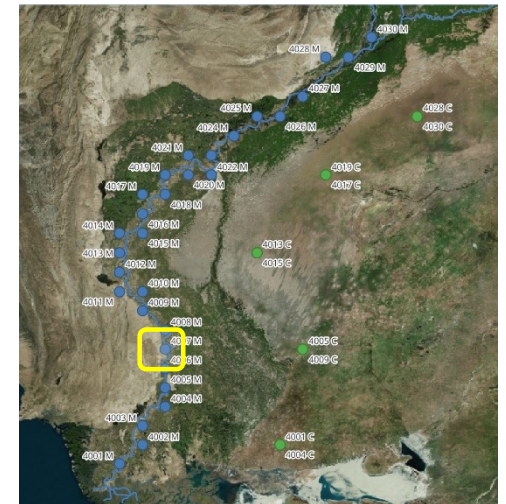 4030 M
4028 M
4029 M
4027 M
4025 M
4026 M
4028 C
4030 C
4024 M
4021 M
4022 M
4019 M
4020 M
4019 C
4017 C
4017 M
4018 M
4016 M
4014 M
4015 M
4013 M
4013 C
4015 C
4012 M
4010 M
4011 M
4009 M
4008 M
4007 M
4006 M
4005 C
4009 C
4005 M
4004 M
4003 M
4002 M
4001 C
4004 C
4001 M